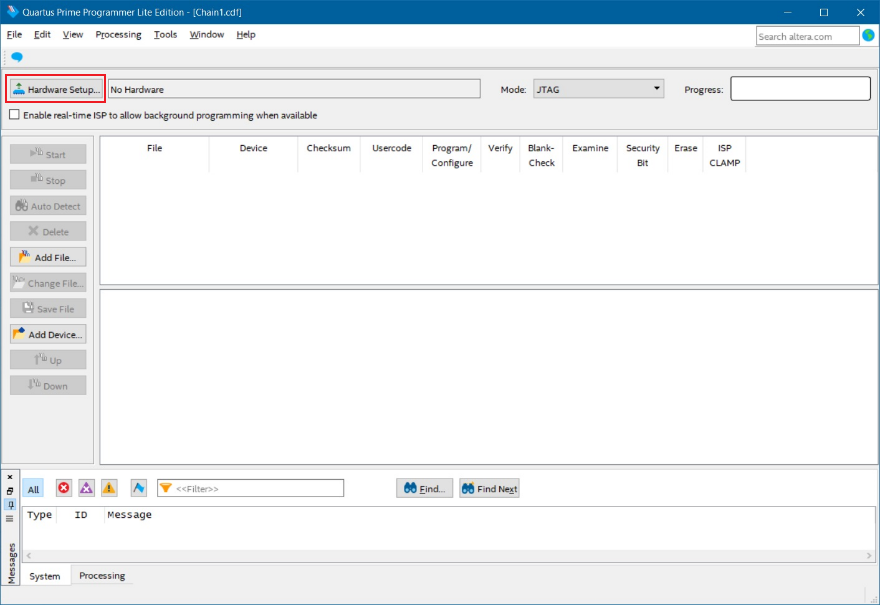 Quartus Prime Programmer Lite Edition - [Chain1.cdf]
File Edit View Processing Tools Window Help
Search altera.com
Hardware Setup... No Hardware Mode: JTAG Progress:
Enable real-time ISP to allow background programming when available
Start
Stop
Auto Detect
Delete
Add File...
Change File...
Save File
Add Device...
Up
Down
File Device Checksum Usercode Program/ Verify Blank- Examine Security Erase ISP
Configure Check Bit CLAMP
All <<Filter>> Find... Find Next
Type ID Message
Messages
System Processing